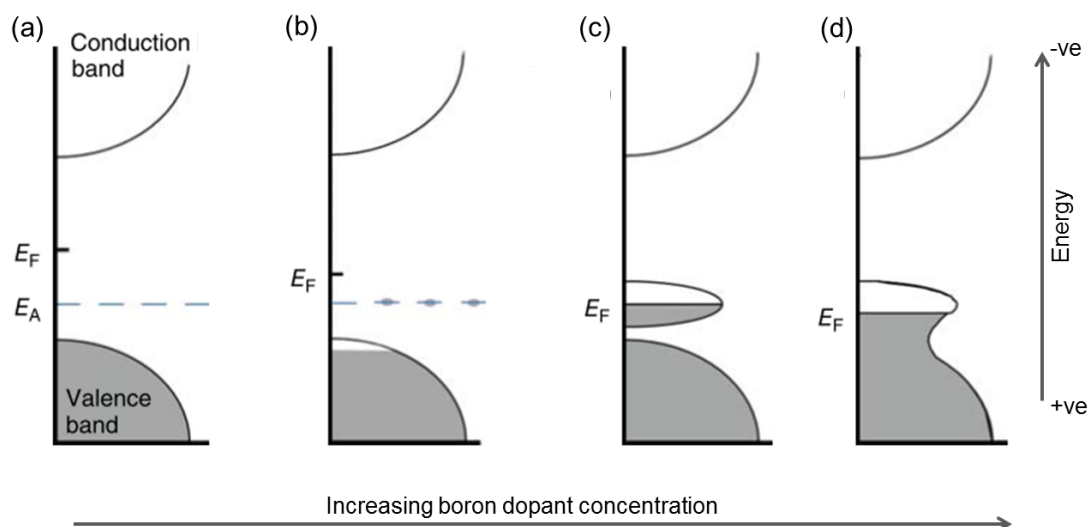 (a)
Conduction
band
E_F
E_A
Valence
band
(b)
E_F
(c)
E_F
(d)
E_F
-ve
Energy
+ve
Increasing boron dopant concentration